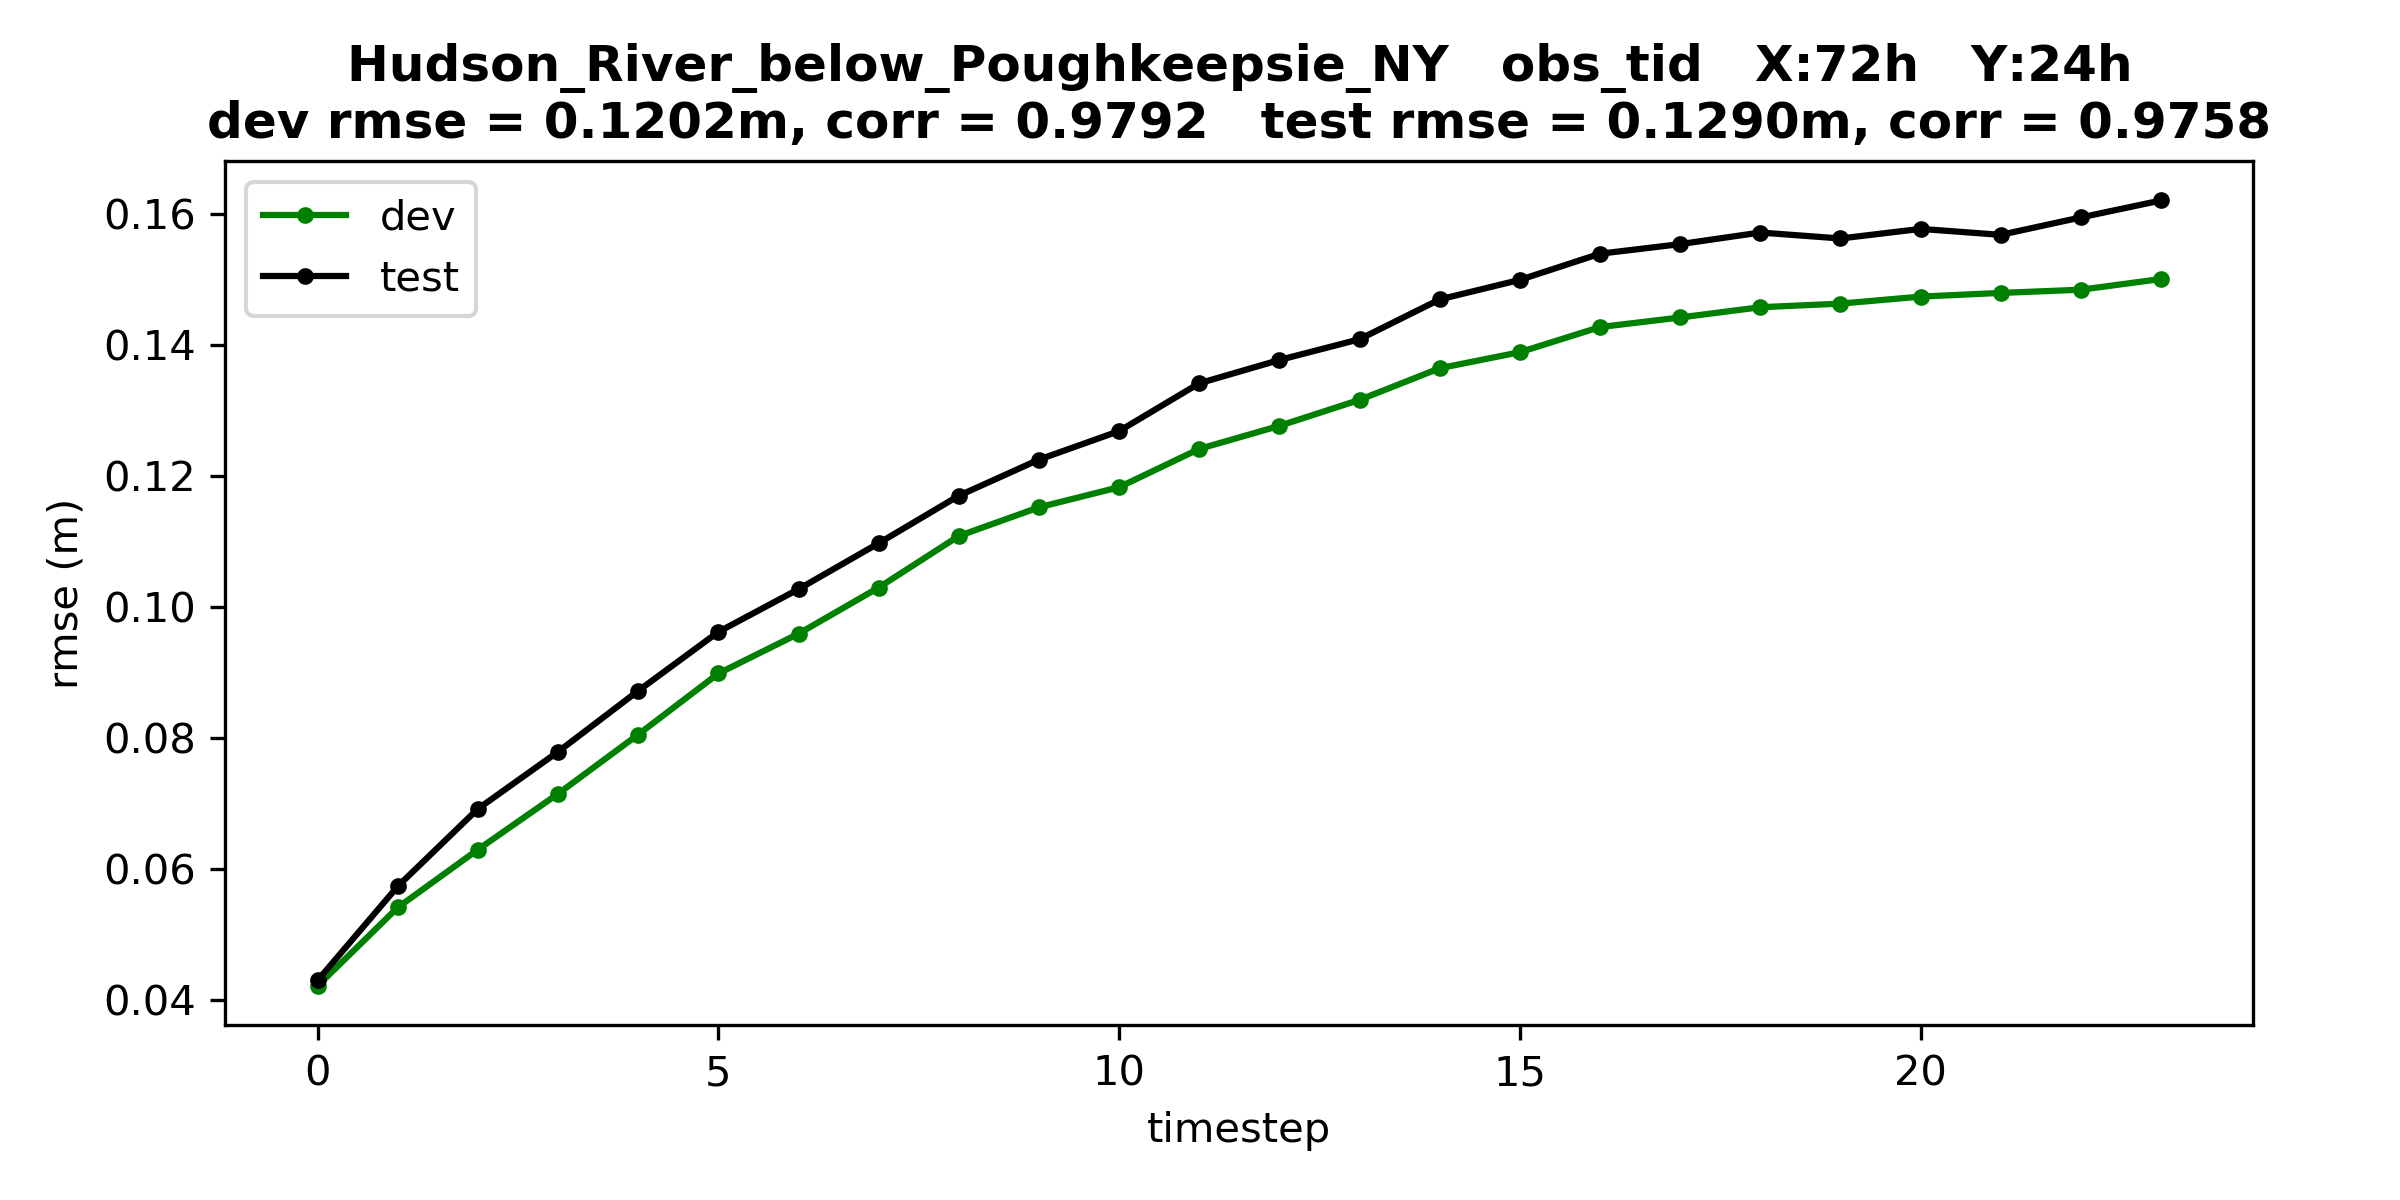 Hudson_River_below_Poughkeepsie_NY obs_tid X:72h Y:24h
dev rmse = 0.1202m, corr = 0.9792 test rmse = 0.1290m, corr = 0.9758
dev
test
0.16
0.14
0.12
0.10
0.08
0.06
0.04
rmse (m)
0 5 10 15 20
timestep